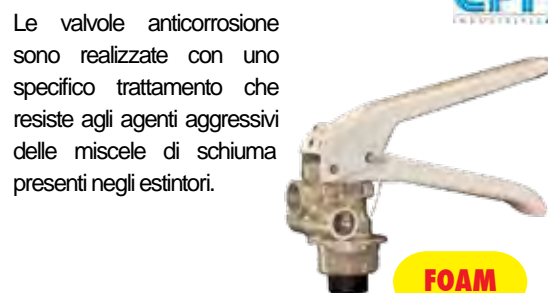 Le valvole anticorrosione
sono realizzate con uno
specifico trattamento che
resiste agli agenti aggressivi
delle miscele di schiuma
presenti negli estintori.
FOAM